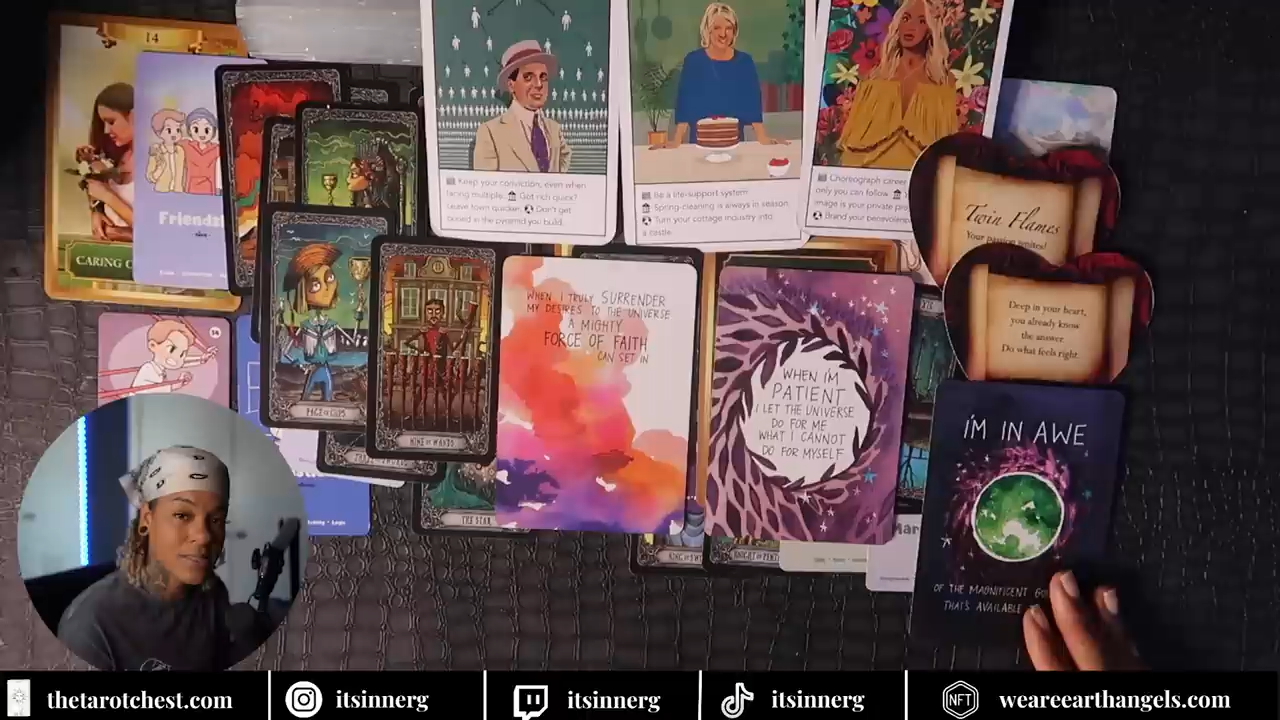 14
CARING
Friends
Keep your conviction, even when
facing multiple.
Got rich quick?
Leave town quicker.
Don't get
buried in the pyramid you build.
Be a life-support system.
Spring-cleaning is always in season.
Turn your cottage industry into
a castle.
Choreograph career
only you can follow.
image is your private
Brand your
Twin Flames
Your passion ignites!
Deep in your heart,
you already know
the answer.
Do what feels right.
14
PAGE OF CUPS
NINE OF WANDS
THE STAR
WHEN I TRULY SURRENDER
MY DESIRES TO THE UNIVERSE
A MIGHTY
FORCE OF FAITH
CAN SET IN
WHEN I'M
PATIENT
I LET THE UNIVERSE
DO FOR ME
WHAT I CANNOT
DO FOR MYSELF
KING OF
KNIGHT OF
I'M IN AWE
OF THE MAGNIFICENT
THAT'S AVAILABLE
thetarotchest.com
itsinnerg
itsinnerg
itsinnerg
NFT
weareearthangels.com